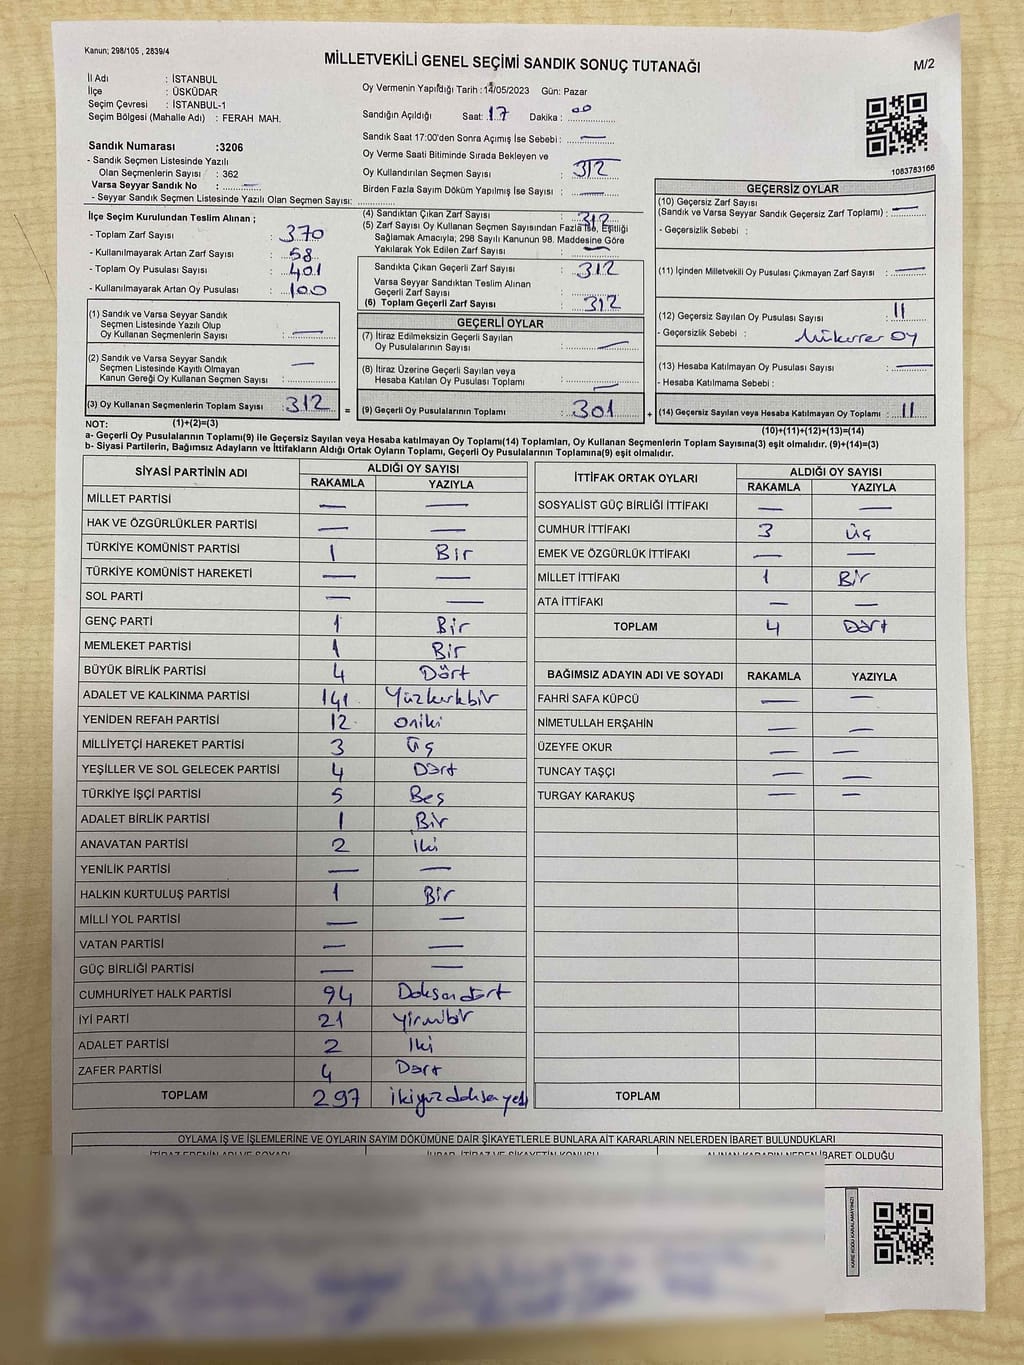 Kanun; 298/105 , 2839/4
MİLLETVEKİLİ GENEL SEÇİMİ SANDIK SONUÇ TUTANAĞI
M/2
İl Adı : İSTANBUL
İlçe : ÜSKÜDAR
Seçim Çevresi : İSTANBUL-1
Seçim Bölgesi (Mahalle Adı) : FERAH MAH.
Sandık Numarası :3206
- Sandık Seçmen Listesinde Yazılı
Olan Seçmenlerin Sayısı : 362
Varsa Seyyar Sandık No : —
- Seyyar Sandık Seçmen Listesinde Yazılı Olan Seçmen Sayısı:
Oy Vermenin Yapıldığı Tarih : 14/05/2023 Gün: Pazar
Sandığın Açıldığı Saat: 17 Dakika : 00
Sandık Saat 17:00'den Sonra Açımış İse Sebebi : —
Oy Verme Saati Bitiminde Sırada Bekleyen ve
Oy Kullandırılan Seçmen Sayısı : 312
Birden Fazla Sayım Döküm Yapılmış İse Sayısı : —
1083783166
İlçe Seçim Kurulundan Teslim Alınan ;
- Toplam Zarf Sayısı : 370
- Kullanılmayarak Artan Zarf Sayısı : 58
- Toplam Oy Pusulası Sayısı : 401
- Kullanılmayarak Artan Oy Pusulası : 100
(1) Sandık ve Varsa Seyyar Sandık
Seçmen Listesinde Yazılı Olup
Oy Kullanan Seçmenlerin Sayısı : —
(2) Sandık ve Varsa Seyyar Sandık
Seçmen Listesinde Kayıtlı Olmayan
Kanun Gereği Oy Kullanan Seçmen Sayısı : —
(3) Oy Kullanan Seçmenlerin Toplam Sayısı : 312
(4) Sandıktan Çıkan Zarf Sayısı : 312
(5) Zarf Sayısı Oy Kullanan Seçmen Sayısından Fazla İse, Eşitliği
Sağlamak Amacıyla; 298 Sayılı Kanunun 98. Maddesine Göre
Yakılarak Yok Edilen Zarf Sayısı : —
Sandıkta Çıkan Geçerli Zarf Sayısı : 312
Varsa Seyyar Sandıktan Teslim Alınan
Geçerli Zarf Sayısı :
(6) Toplam Geçerli Zarf Sayısı : 312
GEÇERLİ OYLAR
(7) İtiraz Edilmeksizin Geçerli Sayılan
Oy Pusulalarının Sayısı : —
(8) İtiraz Üzerine Geçerli Sayılan veya
Hesaba Katılan Oy Pusulası Toplamı : —
= (9) Geçerli Oy Pusulalarının Toplamı : 301 +
GEÇERSİZ OYLAR
(10) Geçersiz Zarf Sayısı
(Sandık ve Varsa Seyyar Sandık Geçersiz Zarf Toplamı) : —
- Geçersizlik Sebebi :
(11) İçinden Milletvekili Oy Pusulası Çıkmayan Zarf Sayısı : —
(12) Geçersiz Sayılan Oy Pusulası Sayısı : 11
- Geçersizlik Sebebi : Mükerrer oy
(13) Hesaba Katılmayan Oy Pusulası Sayısı : —
- Hesaba Katılmama Sebebi :
(14) Geçersiz Sayılan veya Hesaba Katılmayan Oy Toplamı : 11
NOT: (1)+(2)=(3) (10)+(11)+(12)+(13)=(14)
a- Geçerli Oy Pusulalarının Toplamı(9) ile Geçersiz Sayılan veya Hesaba katılmayan Oy Toplamı(14) Toplamları, Oy Kullanan Seçmenlerin Toplam Sayısına(3) eşit olmalıdır. (9)+(14)=(3)
b- Siyasi Partilerin, Bağımsız Adayların ve İttifakların Aldığı Ortak Oyların Toplamı, Geçerli Oy Pusulalarının Toplamına(9) eşit olmalıdır.
SİYASİ PARTİNİN ADI ALDIĞI OY SAYISI
RAKAMLA YAZIYLA
MİLLET PARTİSİ — —
HAK VE ÖZGÜRLÜKLER PARTİSİ — —
TÜRKİYE KOMÜNİST PARTİSİ 1 Bir
TÜRKİYE KOMÜNİST HAREKETİ — —
SOL PARTİ — —
GENÇ PARTİ 1 Bir
MEMLEKET PARTİSİ 1 Bir
BÜYÜK BİRLİK PARTİSİ 4 Dört
ADALET VE KALKINMA PARTİSİ 141 Yüzkırkbir
YENİDEN REFAH PARTİSİ 12 oniki
MİLLİYETÇİ HAREKET PARTİSİ 3 Üç
YEŞİLLER VE SOL GELECEK PARTİSİ 4 Dört
TÜRKİYE İŞÇİ PARTİSİ 5 Beş
ADALET BİRLİK PARTİSİ 1 Bir
ANAVATAN PARTİSİ 2 İki
YENİLİK PARTİSİ — —
HALKIN KURTULUŞ PARTİSİ 1 Bir
MİLLİ YOL PARTİSİ — —
VATAN PARTİSİ — —
GÜÇ BİRLİĞİ PARTİSİ — —
CUMHURİYET HALK PARTİSİ 94 Doksandört
İYİ PARTİ 21 yirmibir
ADALET PARTİSİ 2 İki
ZAFER PARTİSİ 4 Dört
TOPLAM 297 ikiyüzdoksanyedi
İTTİFAK ORTAK OYLARI ALDIĞI OY SAYISI
RAKAMLA YAZIYLA
SOSYALİST GÜÇ BİRLİĞİ İTTİFAKI — —
CUMHUR İTTİFAKI 3 üç
EMEK VE ÖZGÜRLÜK İTTİFAKI — —
MİLLET İTTİFAKI 1 Bir
ATA İTTİFAKI — —
TOPLAM 4 Dört
BAĞIMSIZ ADAYIN ADI VE SOYADI RAKAMLA YAZIYLA
FAHRİ SAFA KÜPCÜ — —
NİMETULLAH ERŞAHİN — —
ÜZEYFE OKUR — —
TUNCAY TAŞÇI — —
TURGAY KARAKUŞ — —
TOPLAM
OYLAMA İŞ VE İŞLEMLERİNE VE OYLARIN SAYIM DÖKÜMÜNE DAİR ŞİKAYETLERLE BUNLARA AİT KARARLARIN NELERDEN İBARET BULUNDUKLARI
İTİRAZ EDENİN ADI VE SOYADI İHBAR, İTİRAZ VE ŞİKAYETİN KONUSU ALINAN KARARIN NEDEN İBARET OLDUĞU
KARE KODU KARALAMAYINIZ!